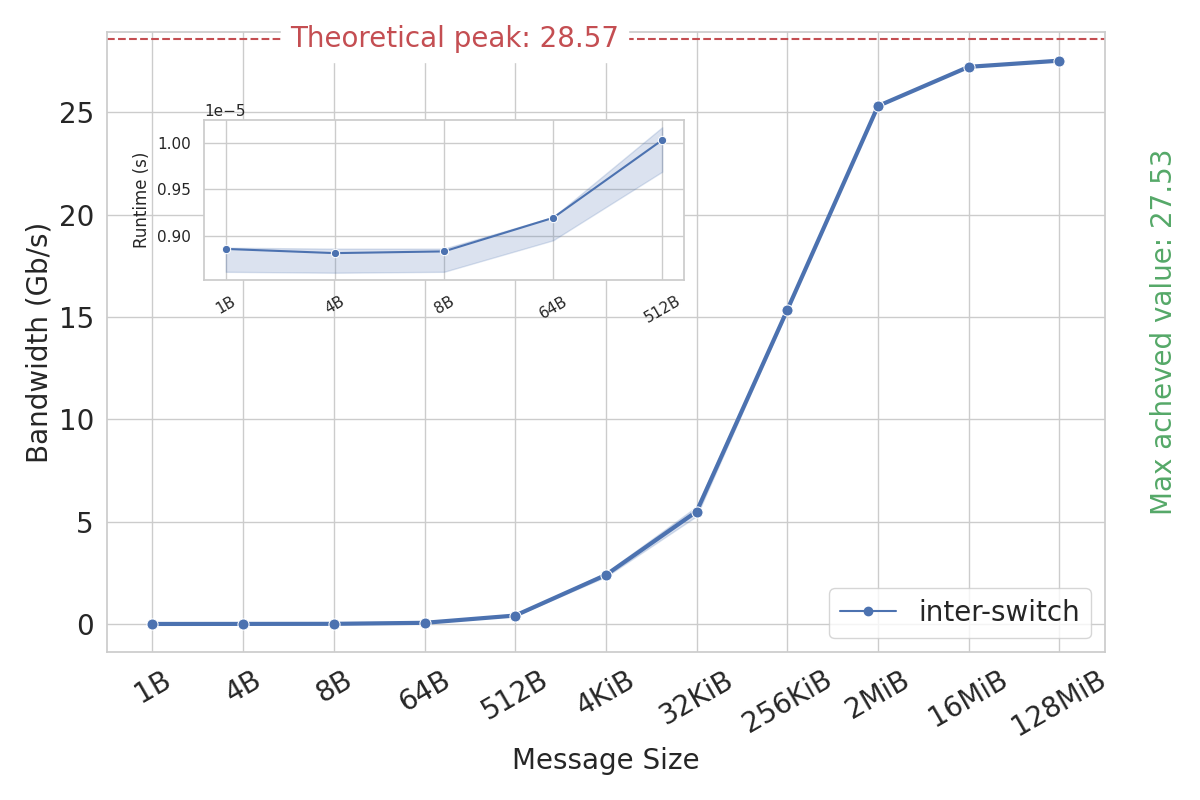 Theoretical peak: 28.57
25
20
15
10
5
0
Bandwidth (Gb/s)
1e−5
1.00
0.95
0.90
Runtime (s)
1B
4B
8B
64B
512B
Max acheved value: 27.53
inter-switch
1B
4B
8B
64B
512B
4KiB
32KiB
256KiB
2MiB
16MiB
128MiB
Message Size